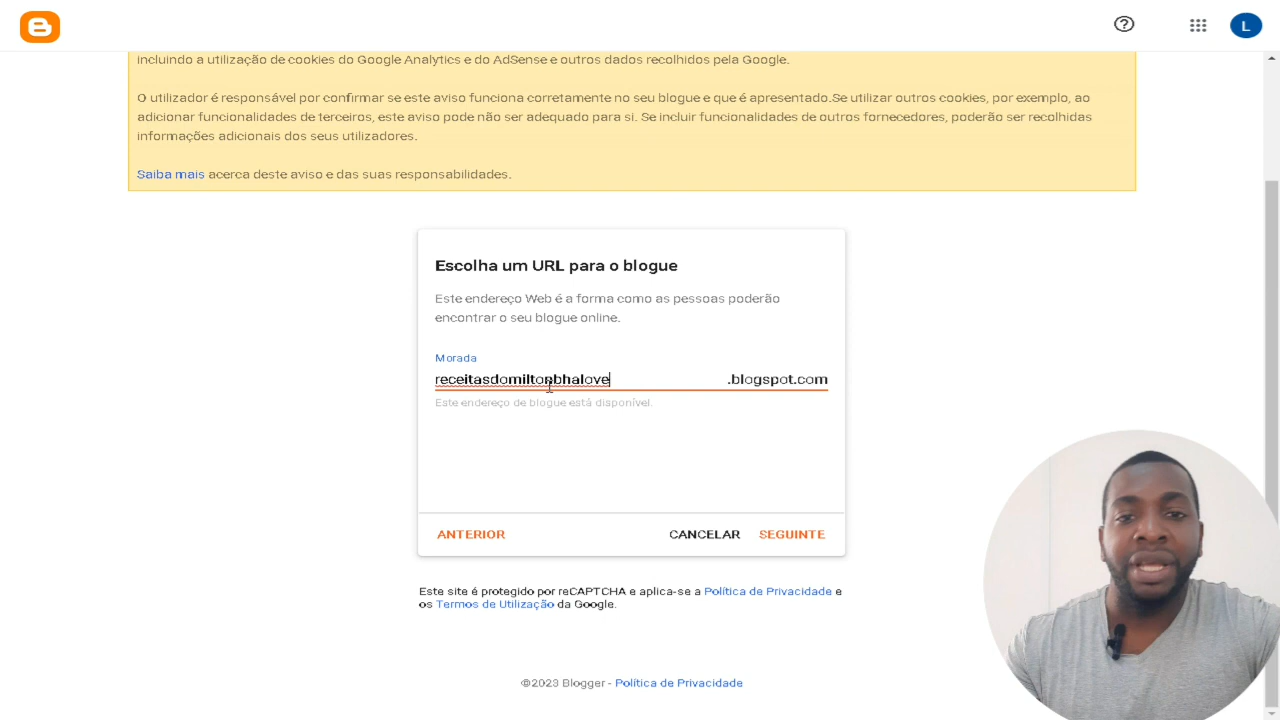 L
incluindo a utilização de cookies do Google Analytics e do AdSense e outros dados recolhidos pela Google.
O utilizador é responsável por confirmar se este aviso funciona corretamente no seu blogue e que é apresentado.Se utilizar outros cookies, por exemplo, ao
adicionar funcionalidades de terceiros, este aviso pode não ser adequado para si. Se incluir funcionalidades de outros fornecedores, poderão ser recolhidas
informações adicionais dos seus utilizadores.
Saiba mais acerca deste aviso e das suas responsabilidades.
Escolha um URL para o blogue
Este endereço Web é a forma como as pessoas poderão
encontrar o seu blogue online.
Morada
receitasdomiltonbhalove .blogspot.com
Este endereço de blogue está disponível.
ANTERIOR CANCELAR SEGUINTE
Este site é protegido por reCAPTCHA e aplica-se a Política de Privacidade e
os Termos de Utilização da Google.
©2023 Blogger - Política de Privacidade